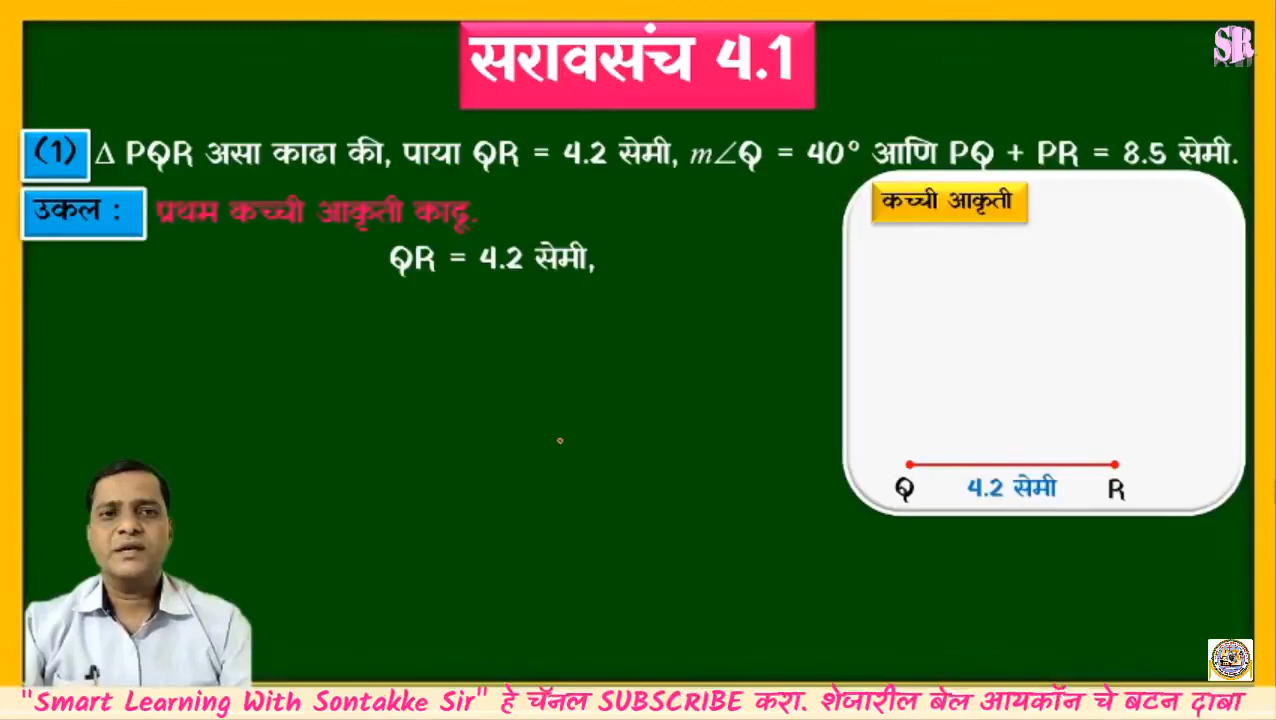 सरावसंच 4.1
SR
(1) Δ PQR असा काढा की, पाया QR = 4.2 सेमी, m∠Q = 40° आणि PQ + PR = 8.5 सेमी.
उकल : प्रथम कच्ची आकृती काढू.
कच्ची आकृती
QR = 4.2 सेमी,
Q 4.2 सेमी R
"Smart Learning With Sontakke Sir" हे चॅनल SUBSCRIBE करा. शेजारील बेल आयकॉन चे बटन दाबा